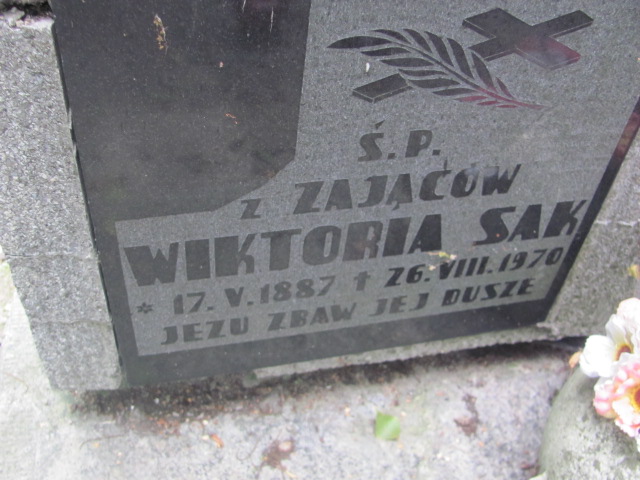 Ś.P.
Z ZAJĄCÓW
WIKTORIA SAK
* 17.V.1887 † 26.VIII.1970
JEZU ZBAW JEJ DUSZE